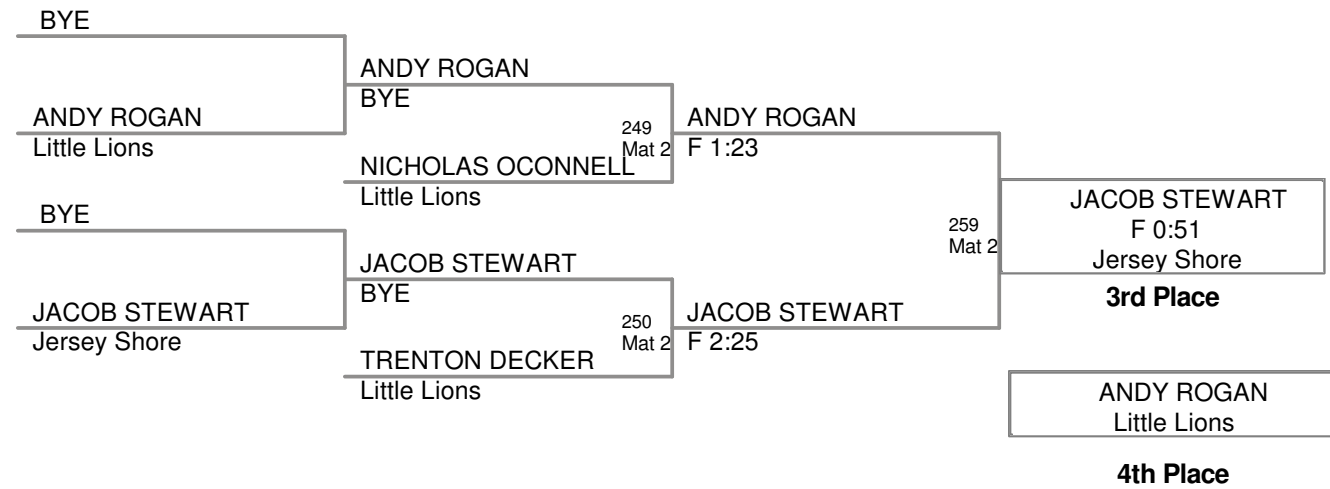 BYE
ANDY ROGAN
Little Lions
ANDY ROGAN
BYE
NICHOLAS OCONNELL
Little Lions
249
Mat 2
ANDY ROGAN
F 1:23
BYE
JACOB STEWART
Jersey Shore
JACOB STEWART
BYE
TRENTON DECKER
Little Lions
250
Mat 2
JACOB STEWART
F 2:25
259
Mat 2
JACOB STEWART
F 0:51
Jersey Shore
3rd Place
ANDY ROGAN
Little Lions
4th Place